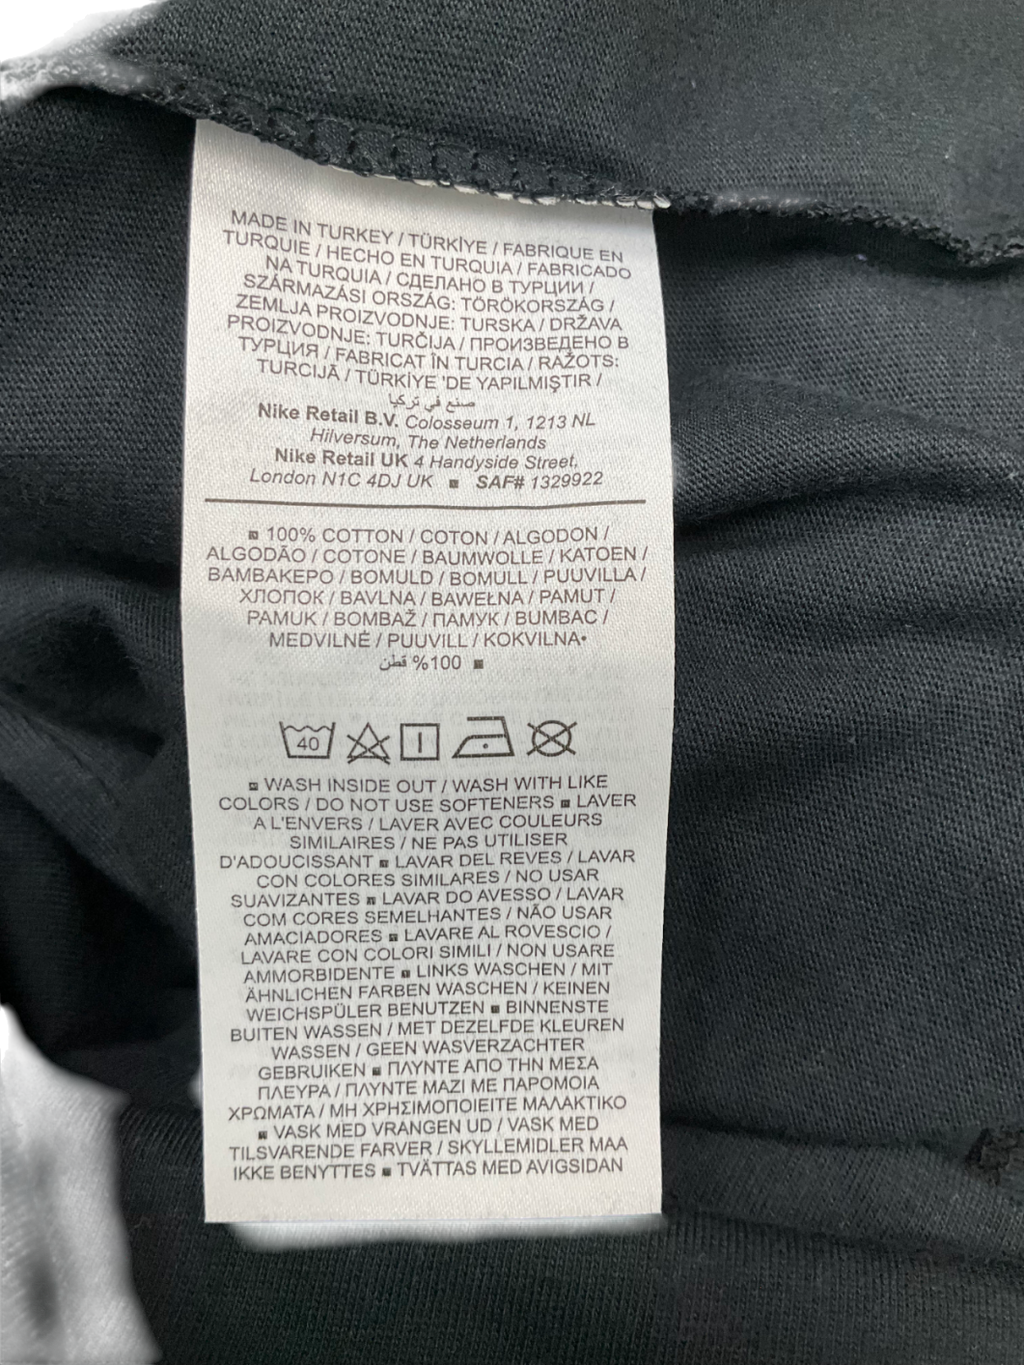 MADE IN TURKEY / TÜRKİYE / FABRIQUE EN
TURQUIE / HECHO EN TURQUIA / FABRICADO
NA TURQUIA / СДЕЛАНО В ТУРЦИИ /
SZÁRMAZÁSI ORSZÁG: TÖRÖKORSZÁG /
ZEMLJA PROIZVODNJE: TURSKA / DRŽAVA
PROIZVODNJE: TURČIJA / ПРОИЗВЕДЕНО В
ТУРЦИЯ / FABRICAT ÎN TURCIA / RAŽOTS:
TURCIJĀ / TÜRKİYE 'DE YAPILMIŞTIR /
صنع في تركيا
Nike Retail B.V. Colosseum 1, 1213 NL
Hilversum, The Netherlands
Nike Retail UK 4 Handyside Street,
London N1C 4DJ UK ■ SAF# 1329922
■ 100% COTTON / COTON / ALGODON /
ALGODÃO / COTONE / BAUMWOLLE / KATOEN /
ΒΑΜΒΑΚΕΡΟ / BOMULD / BOMULL / PUUVILLA /
ХЛОПОК / BAVLNA / BAWEŁNA / PAMUT /
PAMUK / BOMBAŽ / ПАМУК / BUMBAC /
MEDVILNĖ / PUUVILL / KOKVILNA•
100% قطن ■
40
■ WASH INSIDE OUT / WASH WITH LIKE
COLORS / DO NOT USE SOFTENERS ■ LAVER
A L'ENVERS / LAVER AVEC COULEURS
SIMILAIRES / NE PAS UTILISER
D'ADOUCISSANT ■ LAVAR DEL REVES / LAVAR
CON COLORES SIMILARES / NO USAR
SUAVIZANTES ■ LAVAR DO AVESSO / LAVAR
COM CORES SEMELHANTES / NÃO USAR
AMACIADORES ■ LAVARE AL ROVESCIO /
LAVARE CON COLORI SIMILI / NON USARE
AMMORBIDENTE ■ LINKS WASCHEN / MIT
ÄHNLICHEN FARBEN WASCHEN / KEINEN
WEICHSPÜLER BENUTZEN ■ BINNENSTE
BUITEN WASSEN / MET DEZELFDE KLEUREN
WASSEN / GEEN WASVERZACHTER
GEBRUIKEN ■ ΠΛΥΝΤΕ ΑΠΟ ΤΗΝ ΜΕΣΑ
ΠΛΕΥΡΑ / ΠΛΥΝΤΕ ΜΑΖΙ ΜΕ ΠΑΡΟΜΟΙΑ
ΧΡΩΜΑΤΑ / ΜΗ ΧΡΗΣΙΜΟΠΟΙΕΙΤΕ ΜΑΛΑΚΤΙΚΟ
■ VASK MED VRANGEN UD / VASK MED
TILSVARENDE FARVER / SKYLLEMIDLER MAA
IKKE BENYTTES ■ TVÄTTAS MED AVIGSIDAN